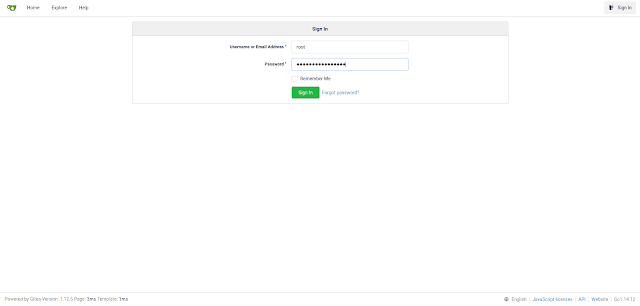 Home Explore Help Sign In
Sign In
Username or Email Address *
root
Password *
Remember Me
Sign In Forgot password?
Powered by Gitea Version: 1.12.5 Page: 3ms Template: 1ms
English JavaScript licenses API Website Go1.14.12